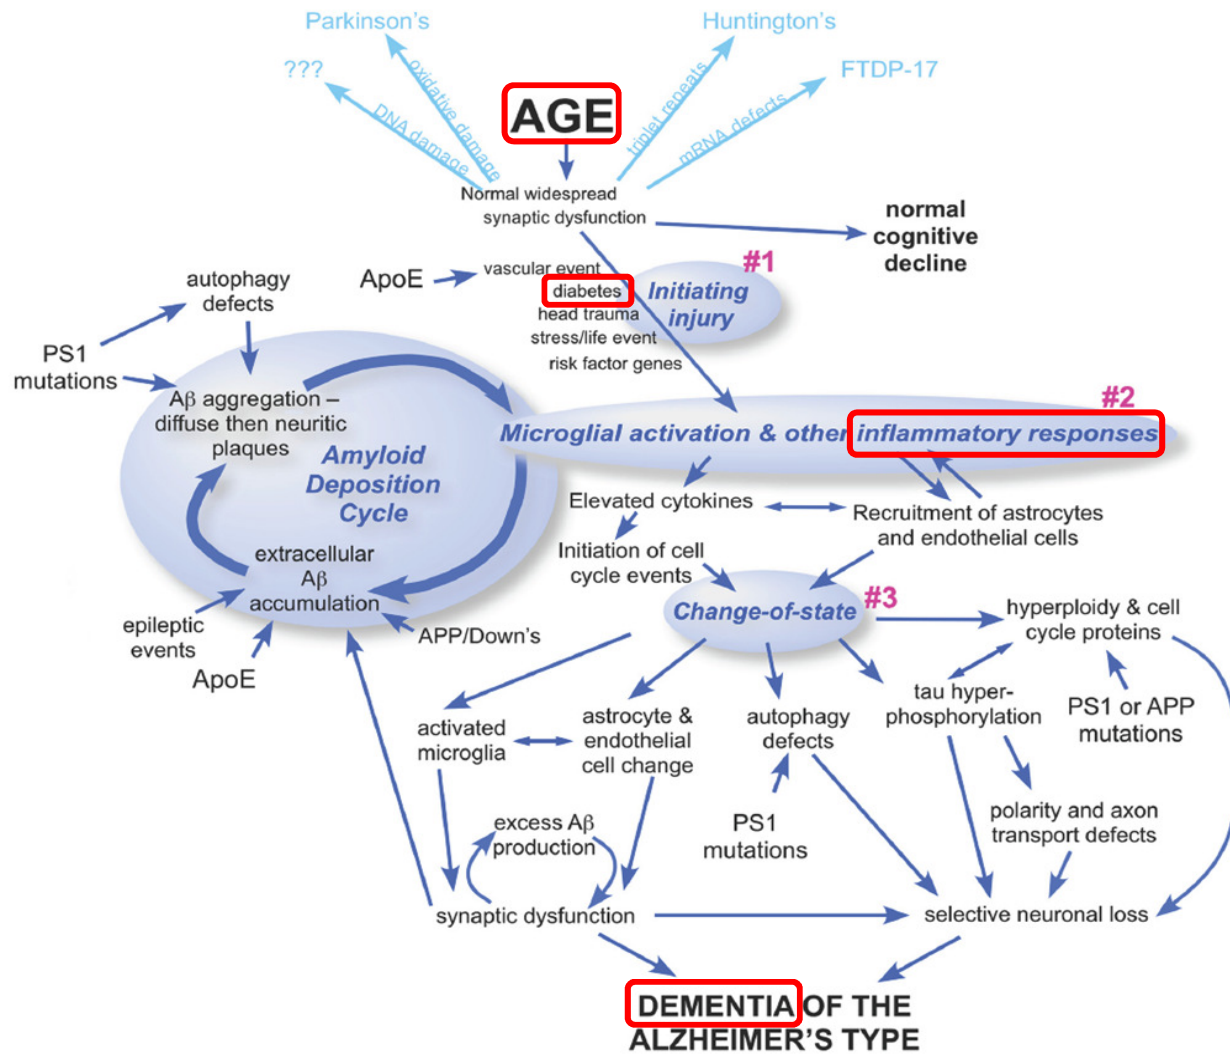 Parkinson's
Huntington's
???
FTDP-17
oxidative damage
DNA damage
triplet repeats
mRNA defects
AGE
Normal widespread
synaptic dysfunction
normal
cognitive
decline
#1
ApoE
vascular event
diabetes
head trauma
stress/life event
risk factor genes
Initiating
injury
autophagy
defects
PS1
mutations
Aβ aggregation –
diffuse then neuritic
plaques
Amyloid
Deposition
Cycle
extracellular
Aβ
accumulation
epileptic
events
ApoE
APP/Down's
#2
Microglial activation & other inflammatory responses
Elevated cytokines
Recruitment of astrocytes
and endothelial cells
Initiation of cell
cycle events
#3
Change-of-state
hyperploidy & cell
cycle proteins
activated
microglia
astrocyte &
endothelial
cell change
autophagy
defects
tau hyper-
phosphorylation
PS1 or APP
mutations
PS1
mutations
polarity and axon
transport defects
excess Aβ
production
synaptic dysfunction
selective neuronal loss
DEMENTIA OF THE
ALZHEIMER'S TYPE